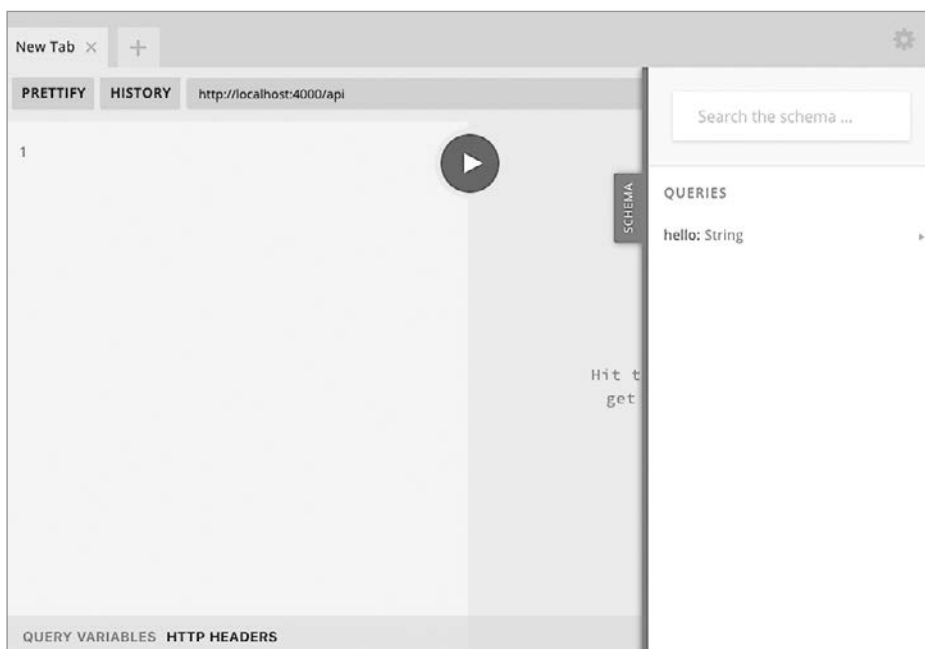 New Tab × +
PRETTIFY HISTORY http://localhost:4000/api
Search the schema ...
1
SCHEMA
QUERIES
hello: String
Hit t
get
QUERY VARIABLES HTTP HEADERS